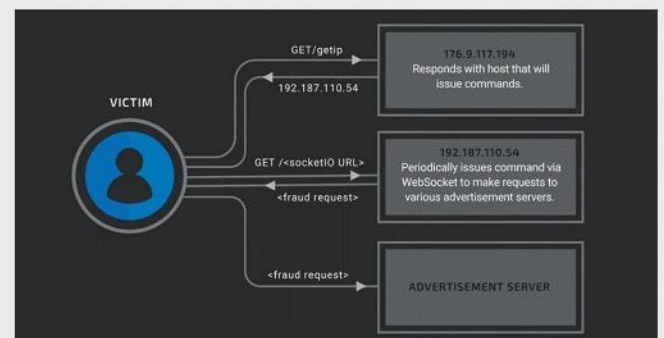 GET/getip
176.9.117.194
Responds with host that will
issue commands.
192.187.110.54
VICTIM
GET /<socketIO URL>
192.187.110.54
Periodically issues command via
WebSocket to make requests to
various advertisement servers.
<fraud request>
<fraud request>
ADVERTISEMENT SERVER